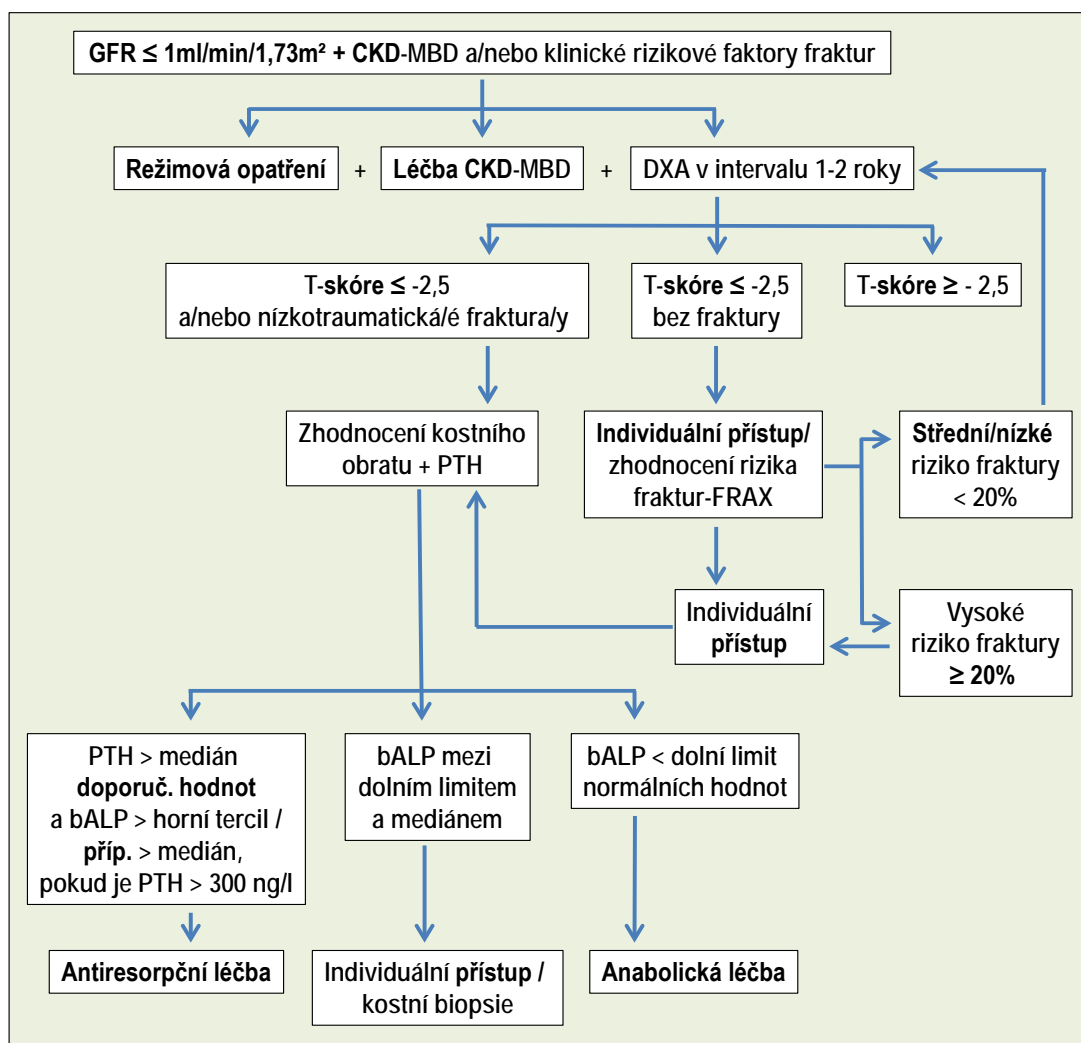 GFR ≤ 1ml/min/1,73m² + CKD-MBD a/nebo klinické rizikové faktory fraktur
Režimová opatření + Léčba CKD-MBD + DXA v intervalu 1-2 roky
T-skóre ≤ -2,5
a/nebo nízkotraumatická/é fraktura/y
T-skóre ≤ -2,5
bez fraktury
T-skóre ≥ - 2,5
Zhodnocení kostního
obratu + PTH
Individuální přístup/
zhodnocení rizika
fraktur-FRAX
Střední/nízké
riziko fraktury
< 20%
Individuální
přístup
Vysoké
riziko fraktury
≥ 20%
PTH > medián
doporuč. hodnot
a bALP > horní tercil /
příp. > medián,
pokud je PTH > 300 ng/l
bALP mezi
dolním limitem
a mediánem
bALP < dolní limit
normálních hodnot
Antiresorpční léčba
Individuální přístup /
kostní biopsie
Anabolická léčba